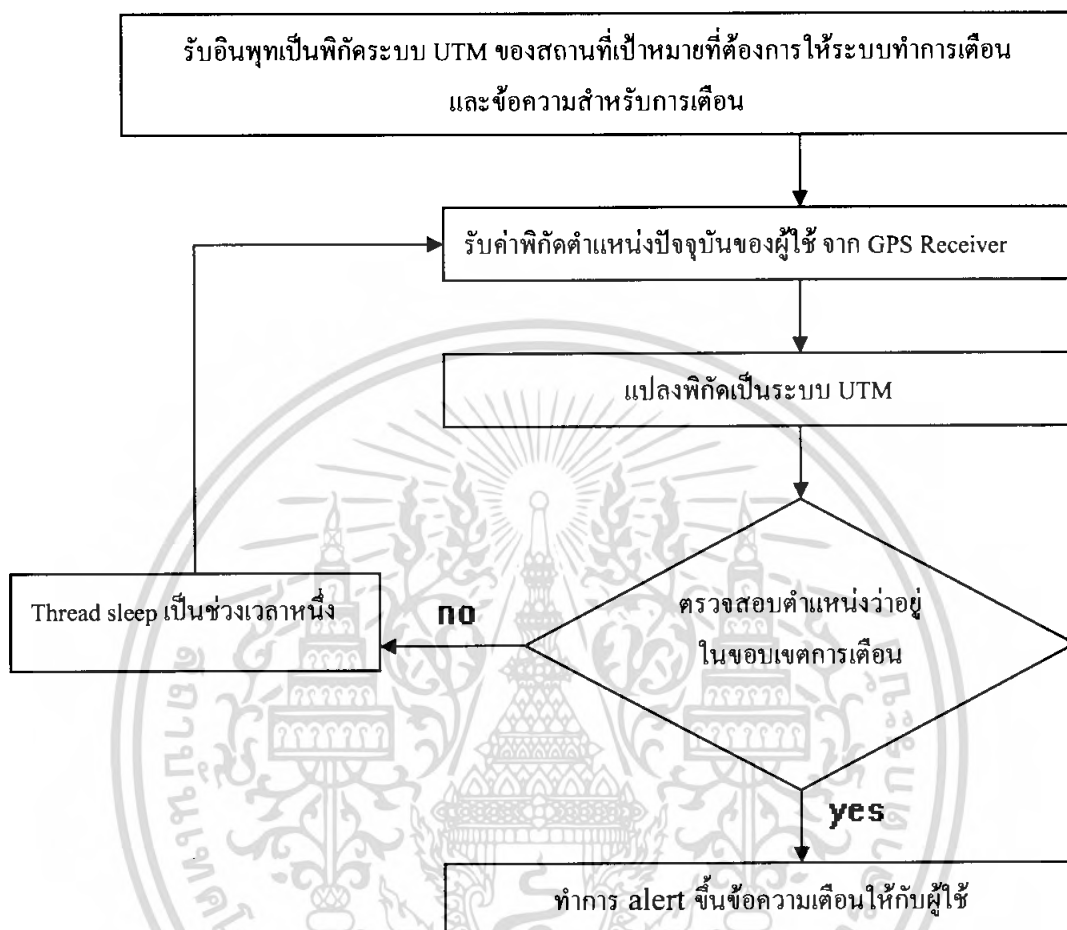 รับอินพุทเป็นพิกัดระบบ UTM ของสถานที่เป้าหมายที่ต้องการให้ระบบทำการเตือน
และข้อความสำหรับการเตือน
รับค่าพิกัดตำแหน่งปัจจุบันของผู้ใช้ จาก GPS Receiver
แปลงพิกัดเป็นระบบ UTM
ตรวจสอบตำแหน่งว่าอยู่
ในขอบเขตการเตือน
no
Thread sleep เป็นช่วงเวลาหนึ่ง
yes
ทำการ alert ขึ้นข้อความเตือนให้กับผู้ใช้